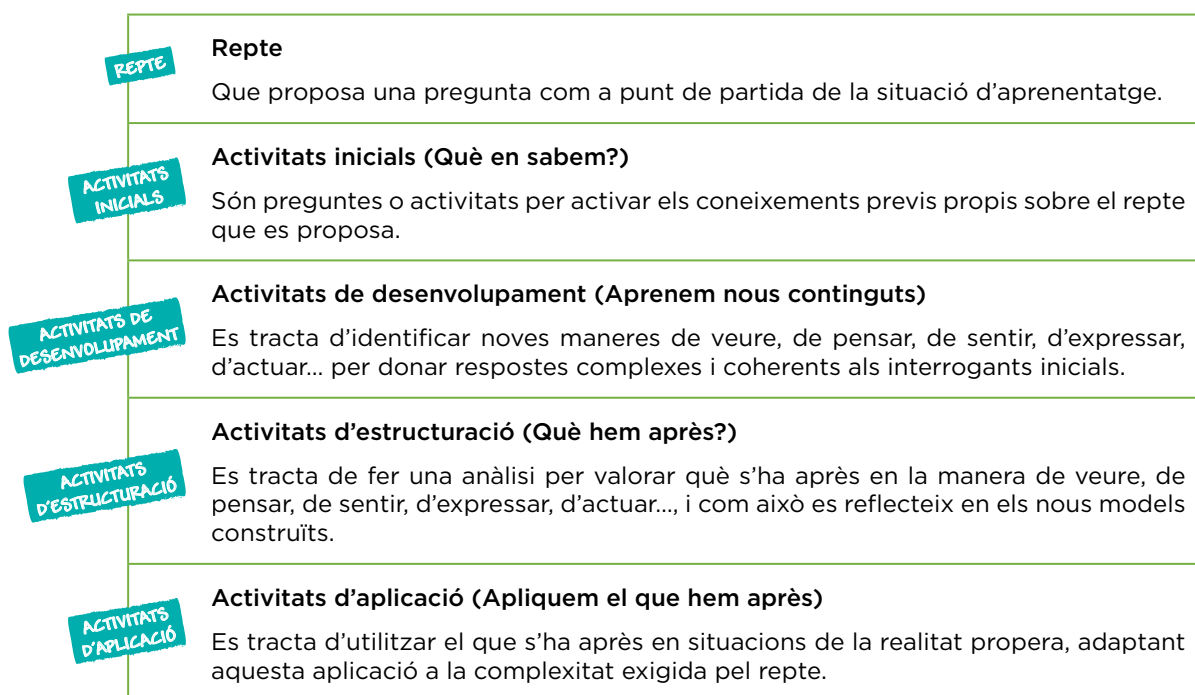 REPTE
Repte
Que proposa una pregunta com a punt de partida de la situació d’aprenentatge.
ACTIVITATS
INICIALS
Activitats inicials (Què en sabem?)
Són preguntes o activitats per activar els coneixements previs propis sobre el repte
que es proposa.
ACTIVITATS DE
DESENVOLUPAMENT
Activitats de desenvolupament (Aprenem nous continguts)
Es tracta d’identificar noves maneres de veure, de pensar, de sentir, d’expressar,
d’actuar... per donar respostes complexes i coherents als interrogants inicials.
ACTIVITATS
D’ESTRUCTURACIÓ
Activitats d’estructuració (Què hem après?)
Es tracta de fer una anàlisi per valorar què s’ha après en la manera de veure, de
pensar, de sentir, d’expressar, d’actuar..., i com això es reflecteix en els nous models
construïts.
ACTIVITATS
D’APLICACIÓ
Activitats d’aplicació (Apliquem el que hem après)
Es tracta d’utilitzar el que s’ha après en situacions de la realitat propera, adaptant
aquesta aplicació a la complexitat exigida pel repte.